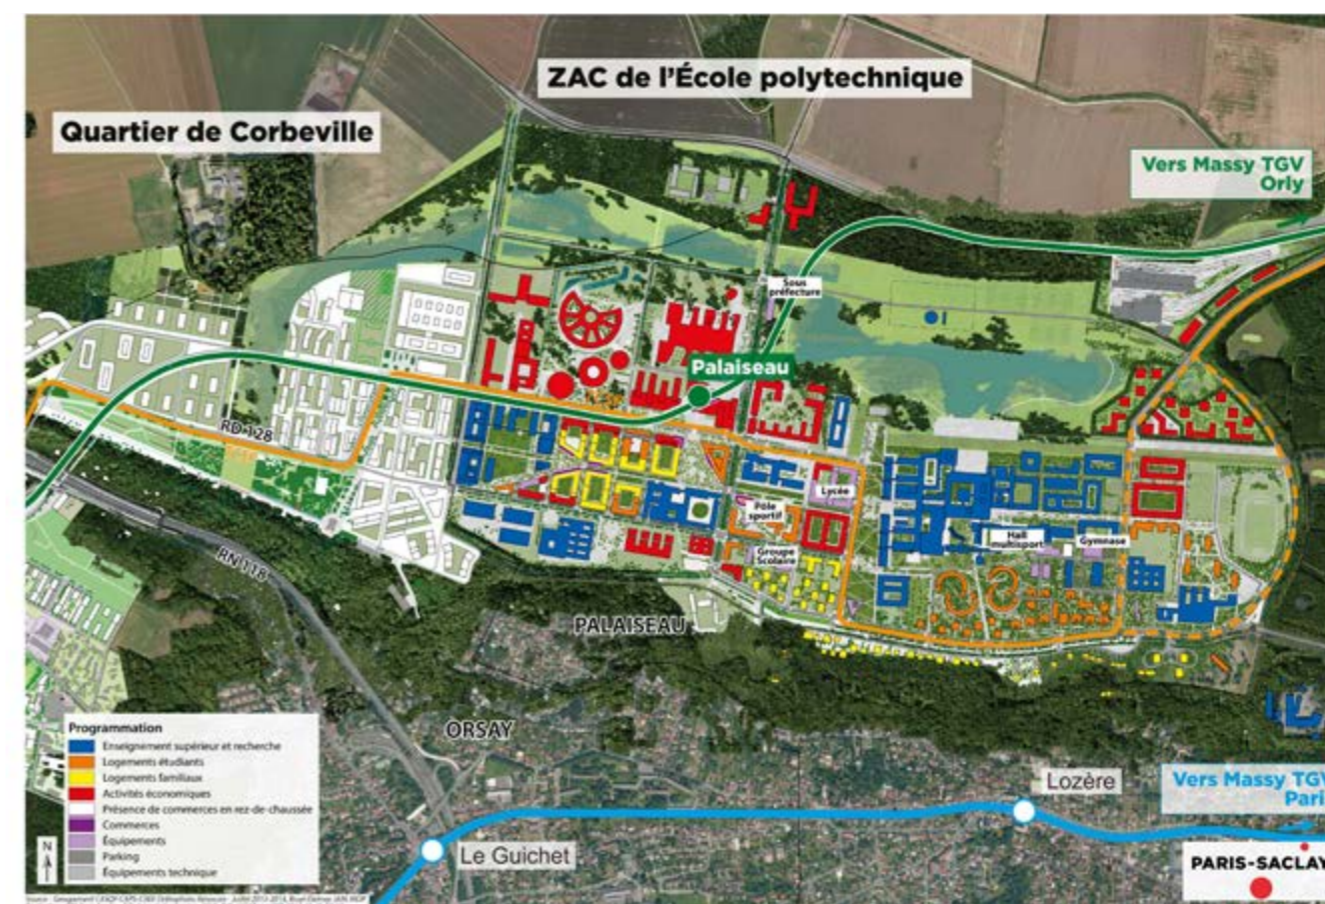 ZAC de l'École polytechnique
Quartier de Corbeville
Vers Massy TGV
Orly
Sous
préfecture
Palaiseau
RD 128
Lycée
Pôle
sportif
Hall
multisport
Gymnase
Groupe
Scolaire
RN 118
PALAISEAU
ORSAY
Programmation
Enseignement supérieur et recherche
Logements étudiants
Logements familiaux
Activités économiques
Présence de commerces en rez-de-chaussée
Commerces
Équipements
Parking
Équipements technique
N
Lozère
Le Guichet
Vers Massy TGV
Pari
PARIS-SACLAY